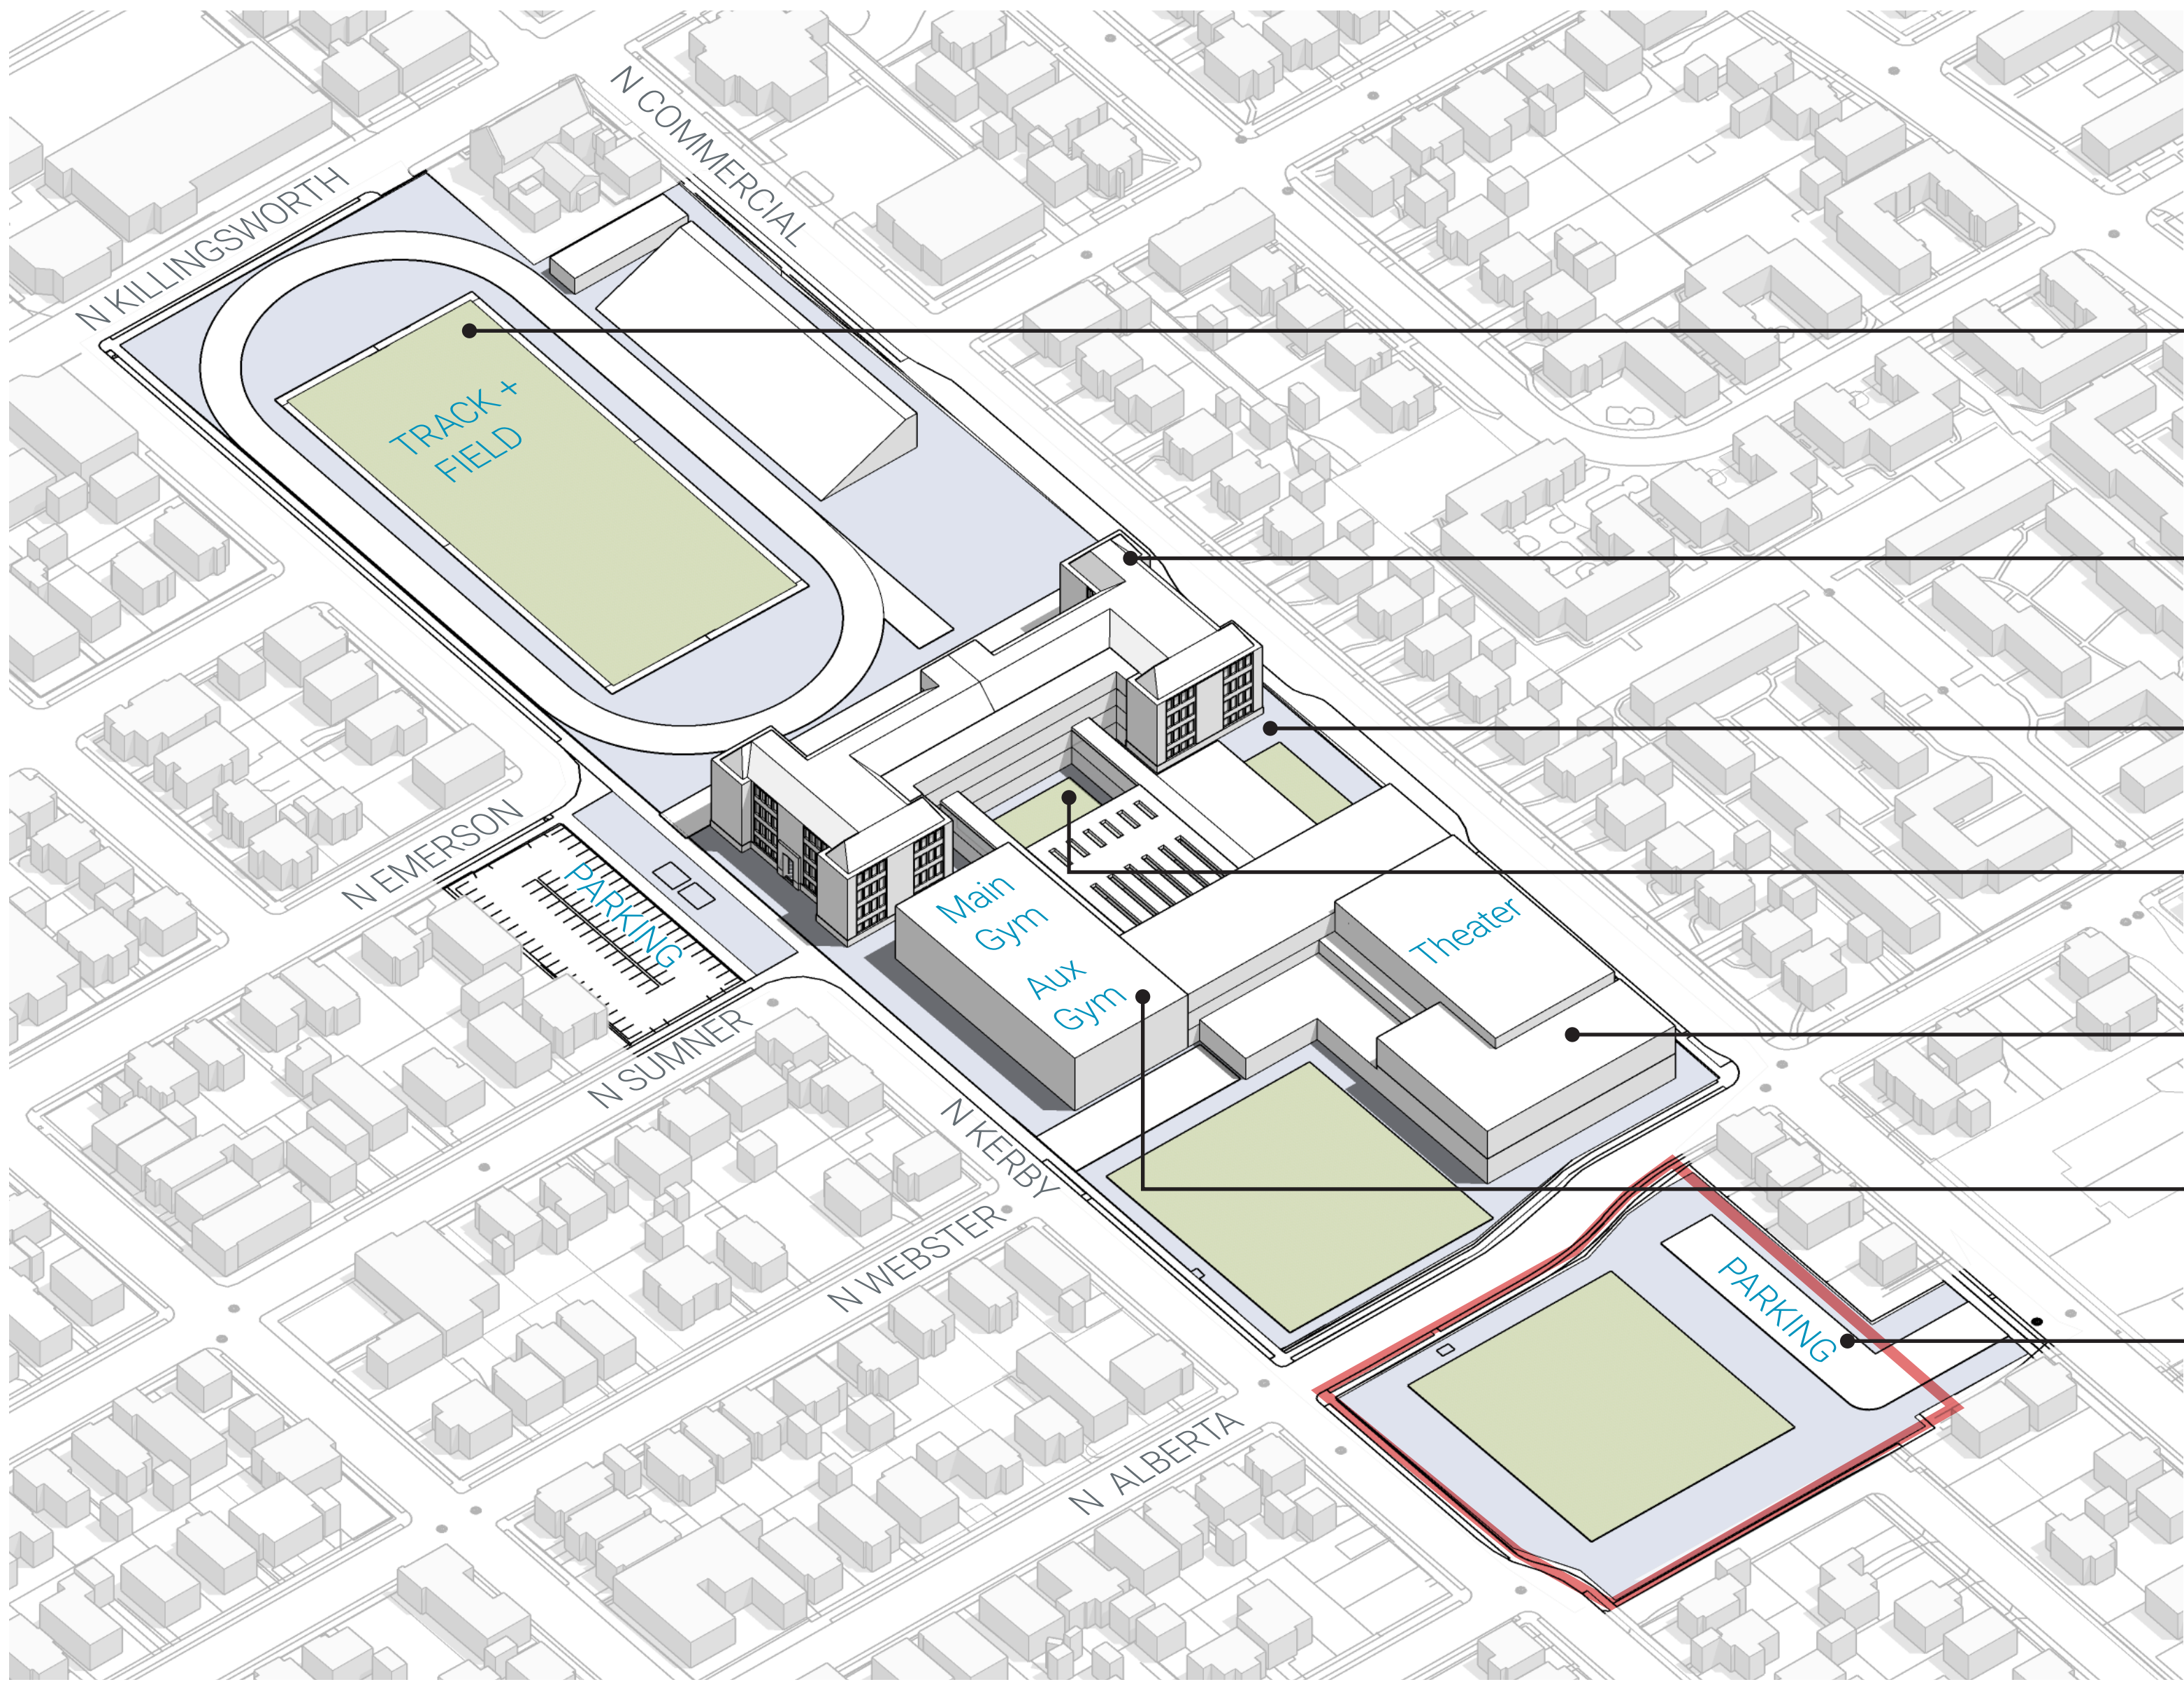 N COMMERCIAL
N KILLINGSWORTH
TRACK +
FIELD
N EMERSON
PARKING
Main
Gym
Aux
Gym
Theater
N SUMNER
N KERBY
N WEBSTER
PARKING
N ALBERTA